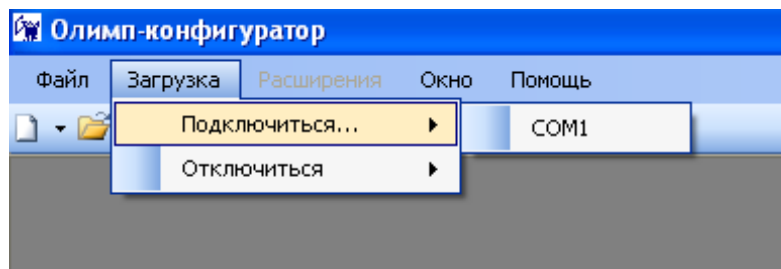 Олимп-конфигуратор
Файл Загрузка Расширения Окно Помощь
Подключиться... COM1
Отключиться